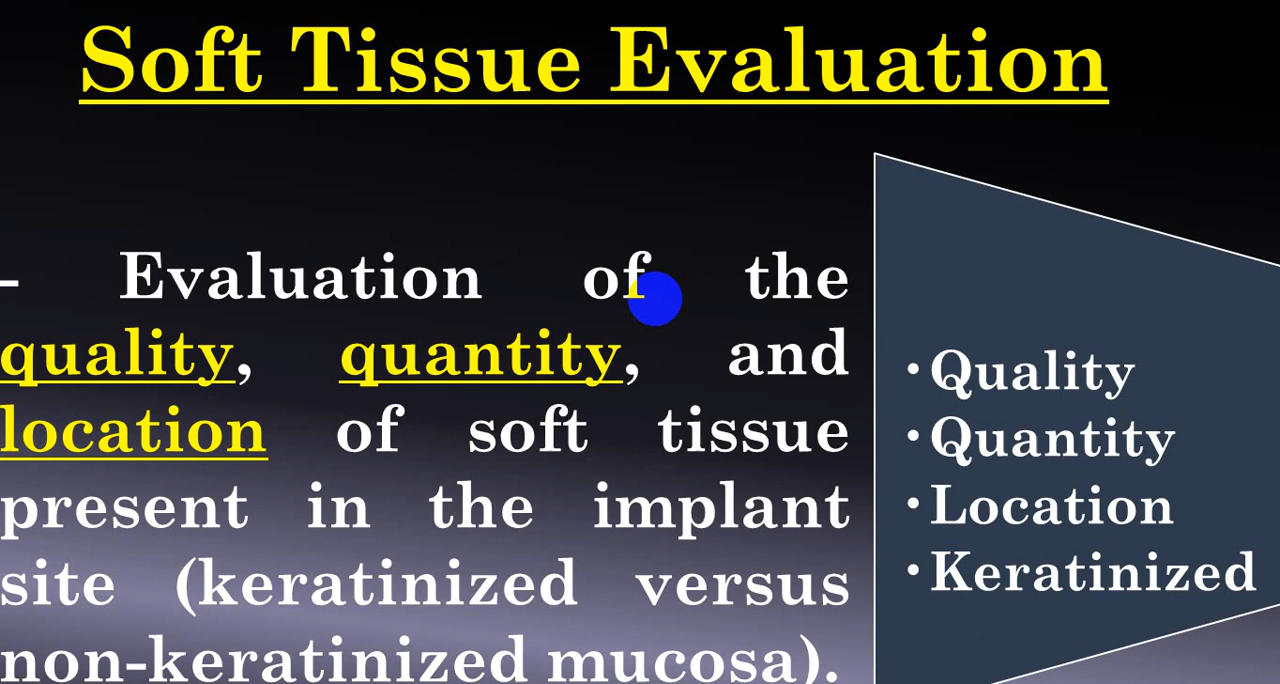 Soft Tissue Evaluation
- Evaluation of the
quality, quantity, and
location of soft tissue
present in the implant
site (keratinized versus
non-keratinized mucosa).
• Quality
• Quantity
• Location
• Keratinized